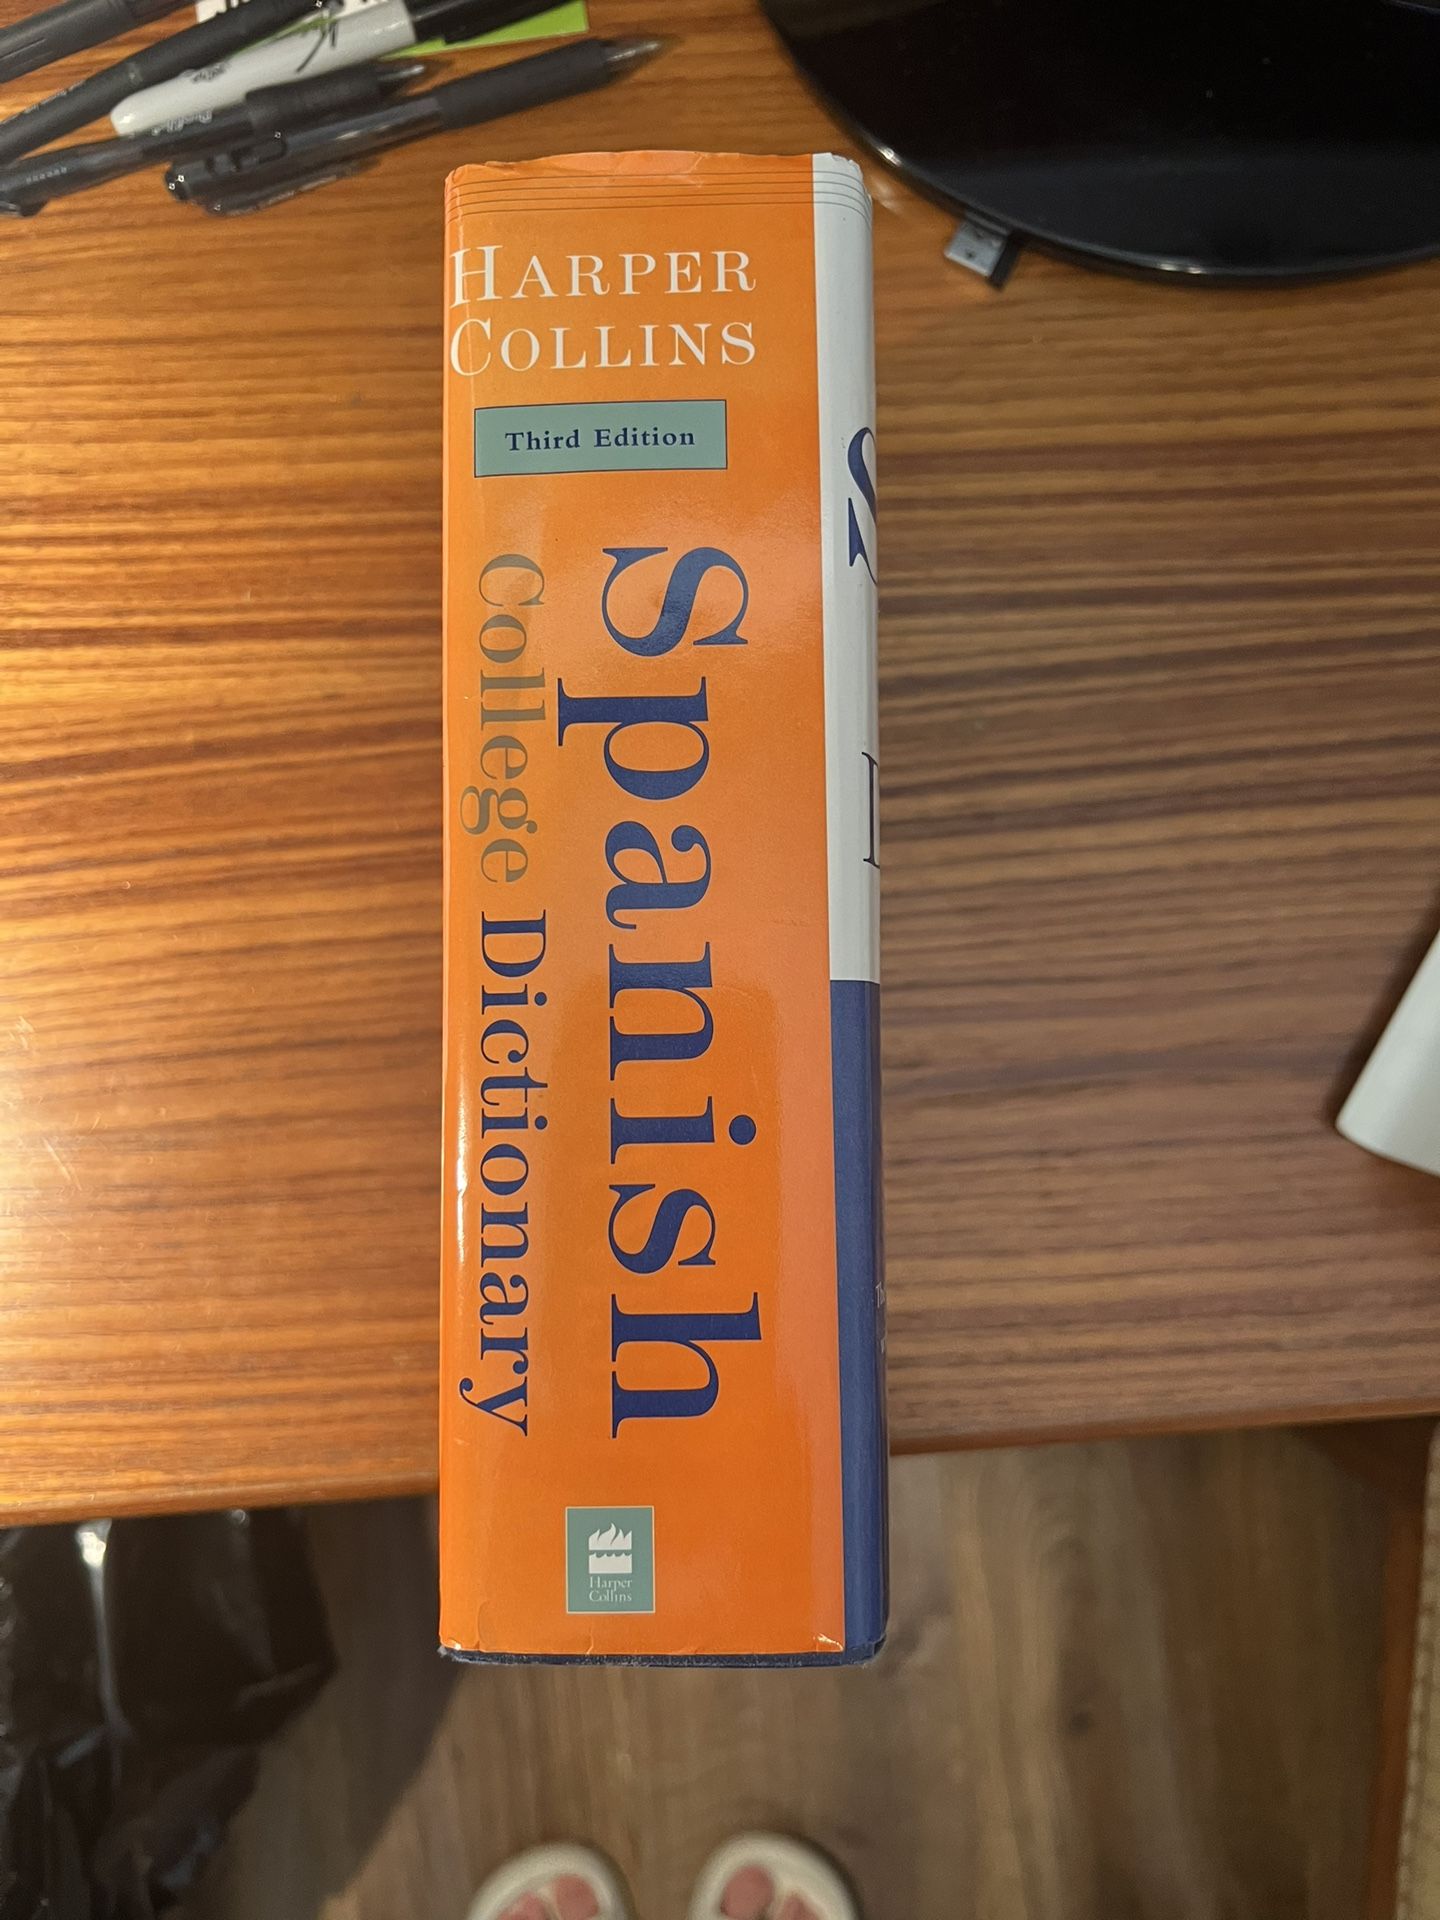 HARPER
COLLINS
Third Edition
Spanish
College Dictionary
Harper
Collins